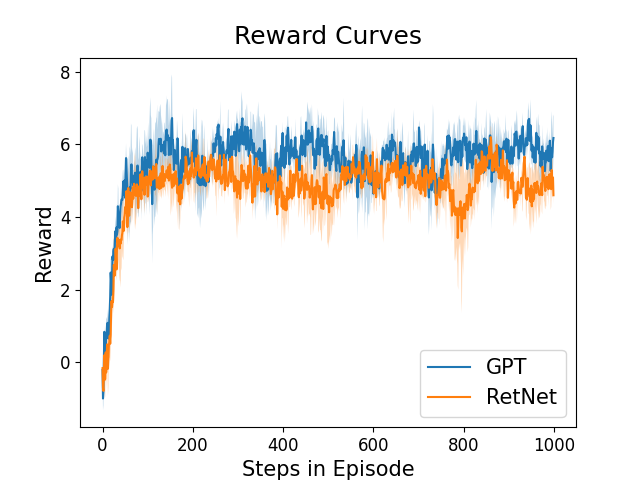 Reward Curves
8
6
4
2
0
Reward
0 200 400 600 800 1000
Steps in Episode
GPT
RetNet